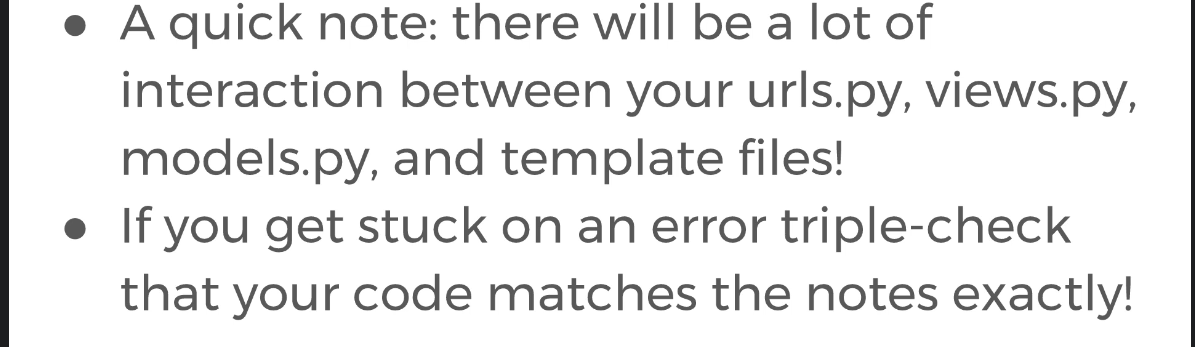 ● A quick note: there will be a lot of
interaction between your urls.py, views.py,
models.py, and template files!
● If you get stuck on an error triple-check
that your code matches the notes exactly!